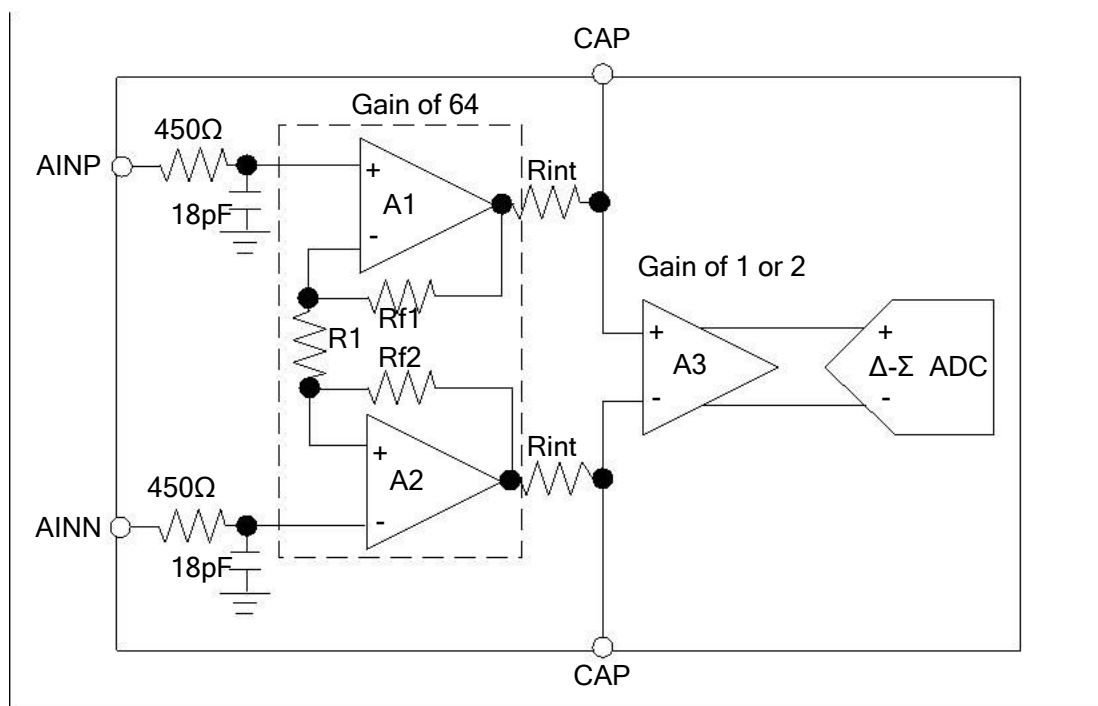 CAP
Gain of 64
450Ω
AINP
18pF
+
A1
-
Rint
Rf1
R1
Rf2
Gain of 1 or 2
+
A3
-
+
Δ-Σ ADC
-
+
A2
-
Rint
450Ω
AINN
18pF
CAP